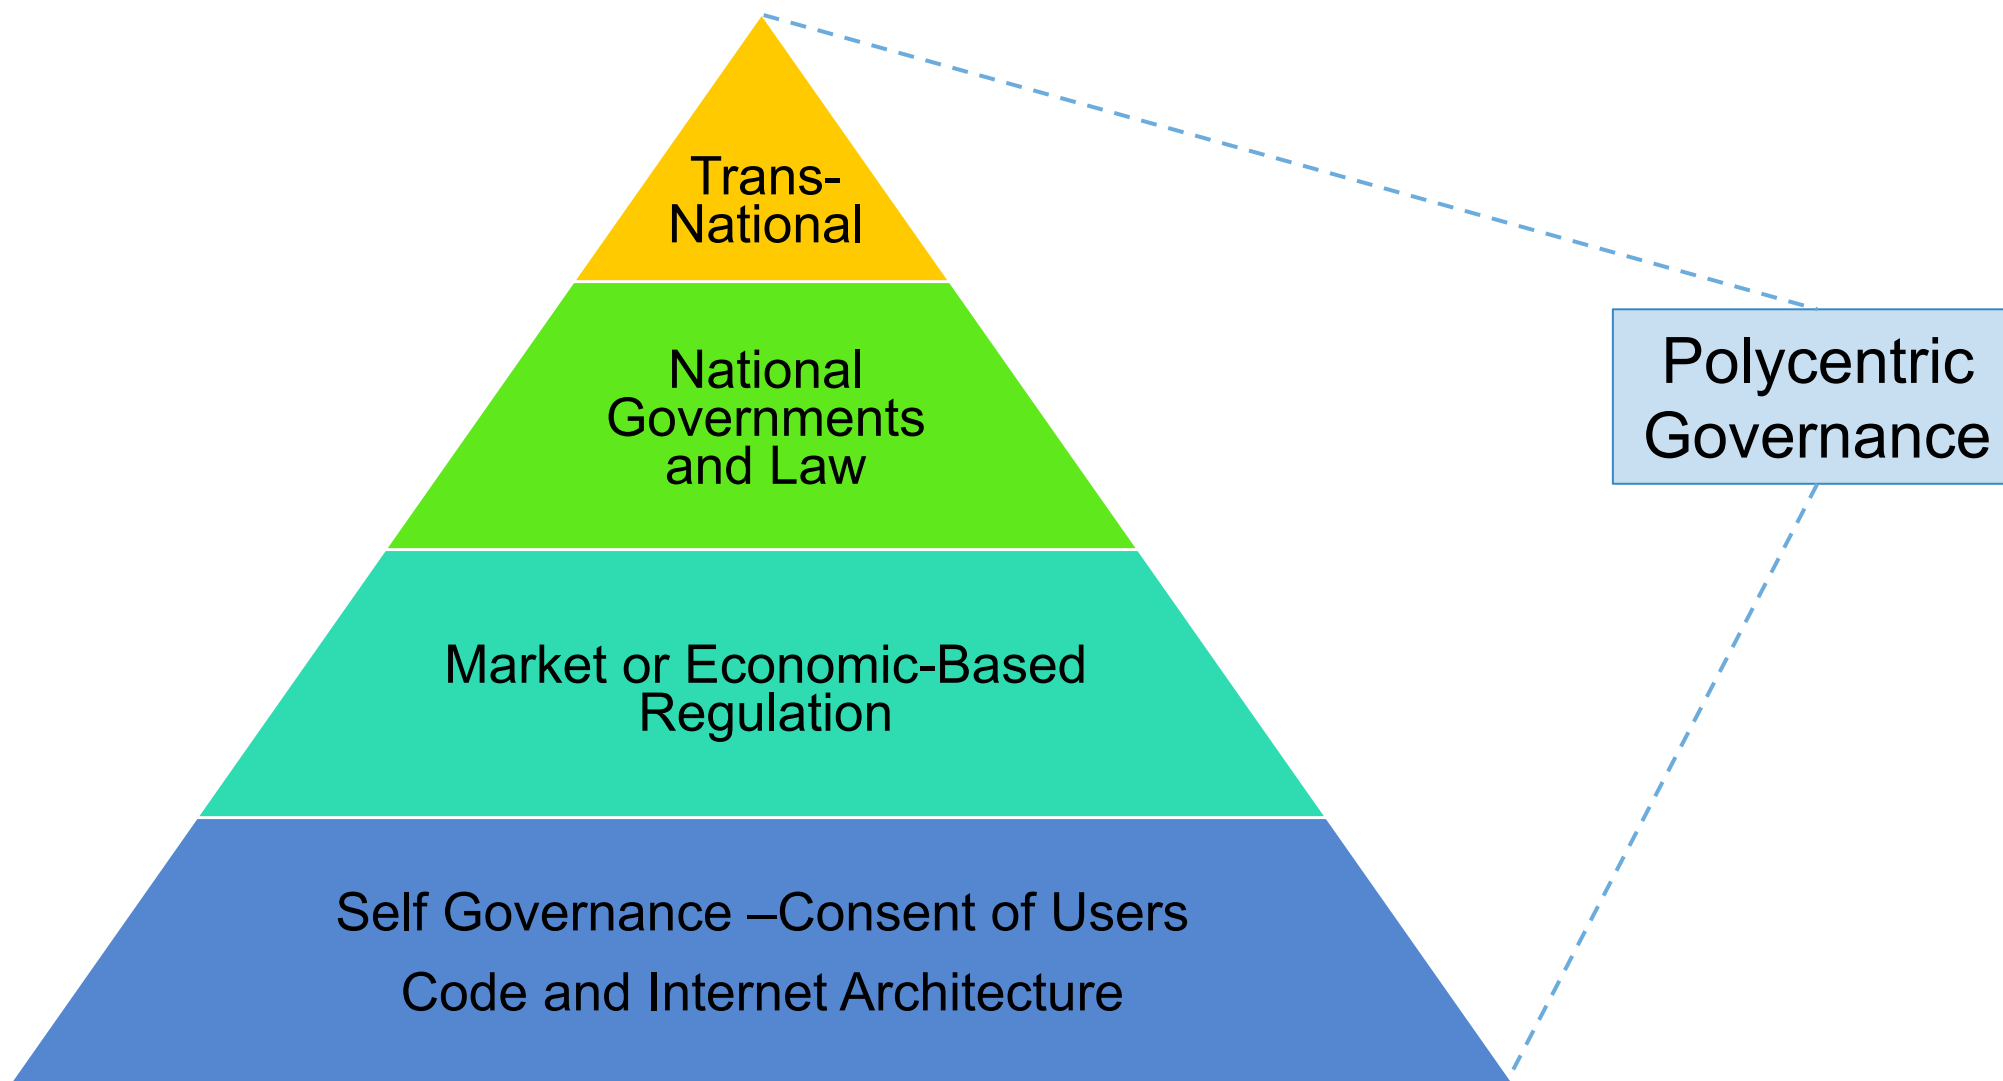 Trans-
National
National
Governments
and Law
Polycentric
Governance
Market or Economic-Based
Regulation
Self Governance –Consent of Users
Code and Internet Architecture